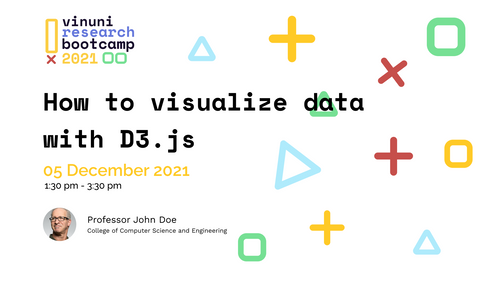 vinuni
research
bootcamp
2021
How to visualize data
with D3.js
05 December 2021
1:30 pm - 3:30 pm
Professor John Doe
College of Computer Science and Engineering